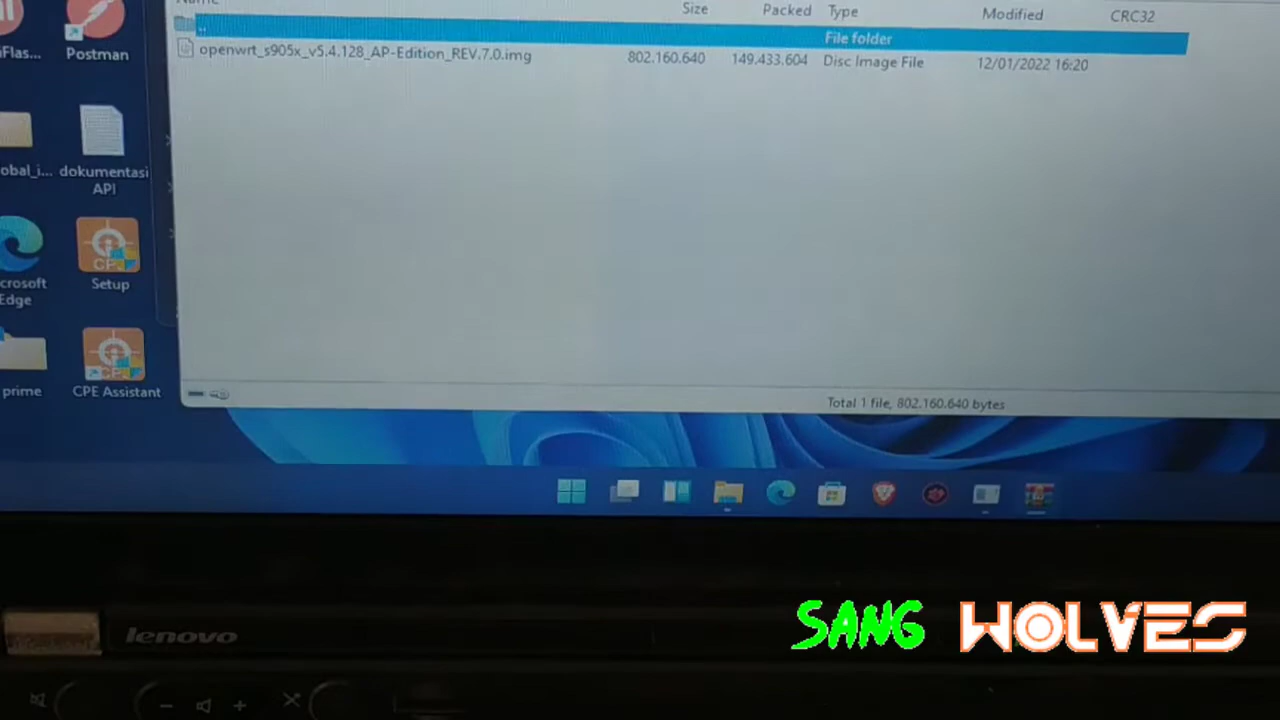 Name Size Packed Type Modified CRC32
..
File folder
openwrt_s905x_v5.4.128_AP-Edition_REV.7.0.img 802.160.640 149.433.604 Disc Image File 12/01/2022 16:20
Postman
dokumentasi
API
Setup
Edge
prime
CPE Assistant
Total 1 file, 802.160.640 bytes
lenovo
SANG WOLVES